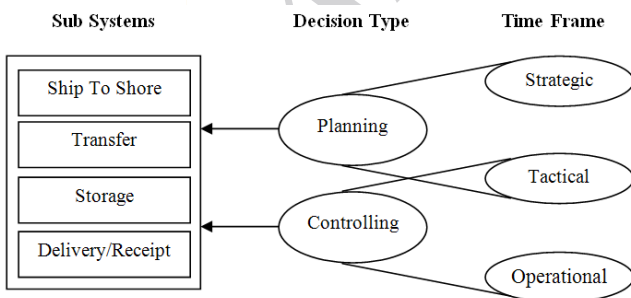 Sub Systems
Decision Type
Time Frame
Ship To Shore
Transfer
Storage
Delivery/Receipt
Planning
Controlling
Strategic
Tactical
Operational